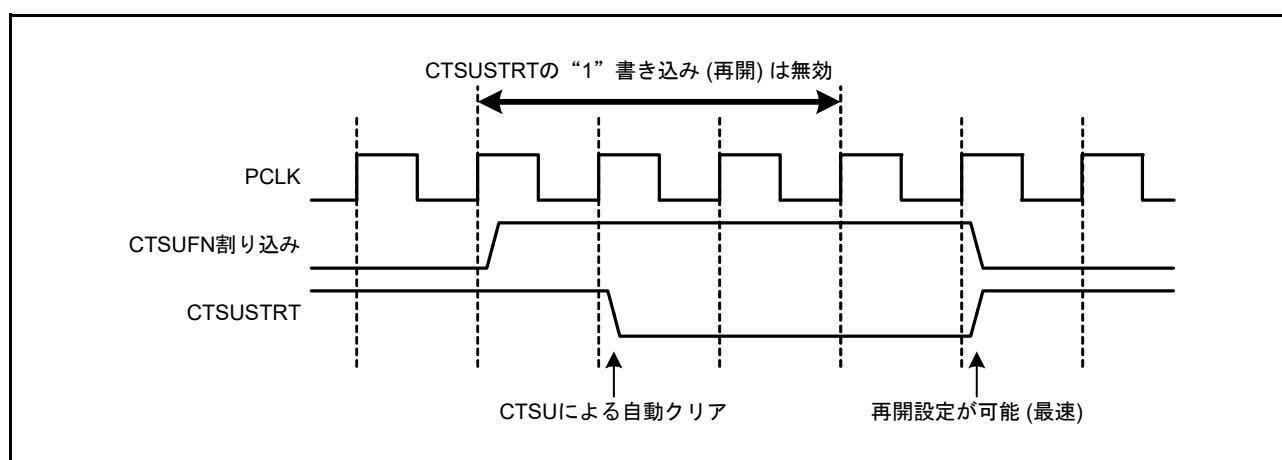 CTSUSTRTの“1”書き込み (再開) は無効
PCLK
CTSUFN割り込み
CTSUSTRT
CTSUによる自動クリア
再開設定が可能 (最速)